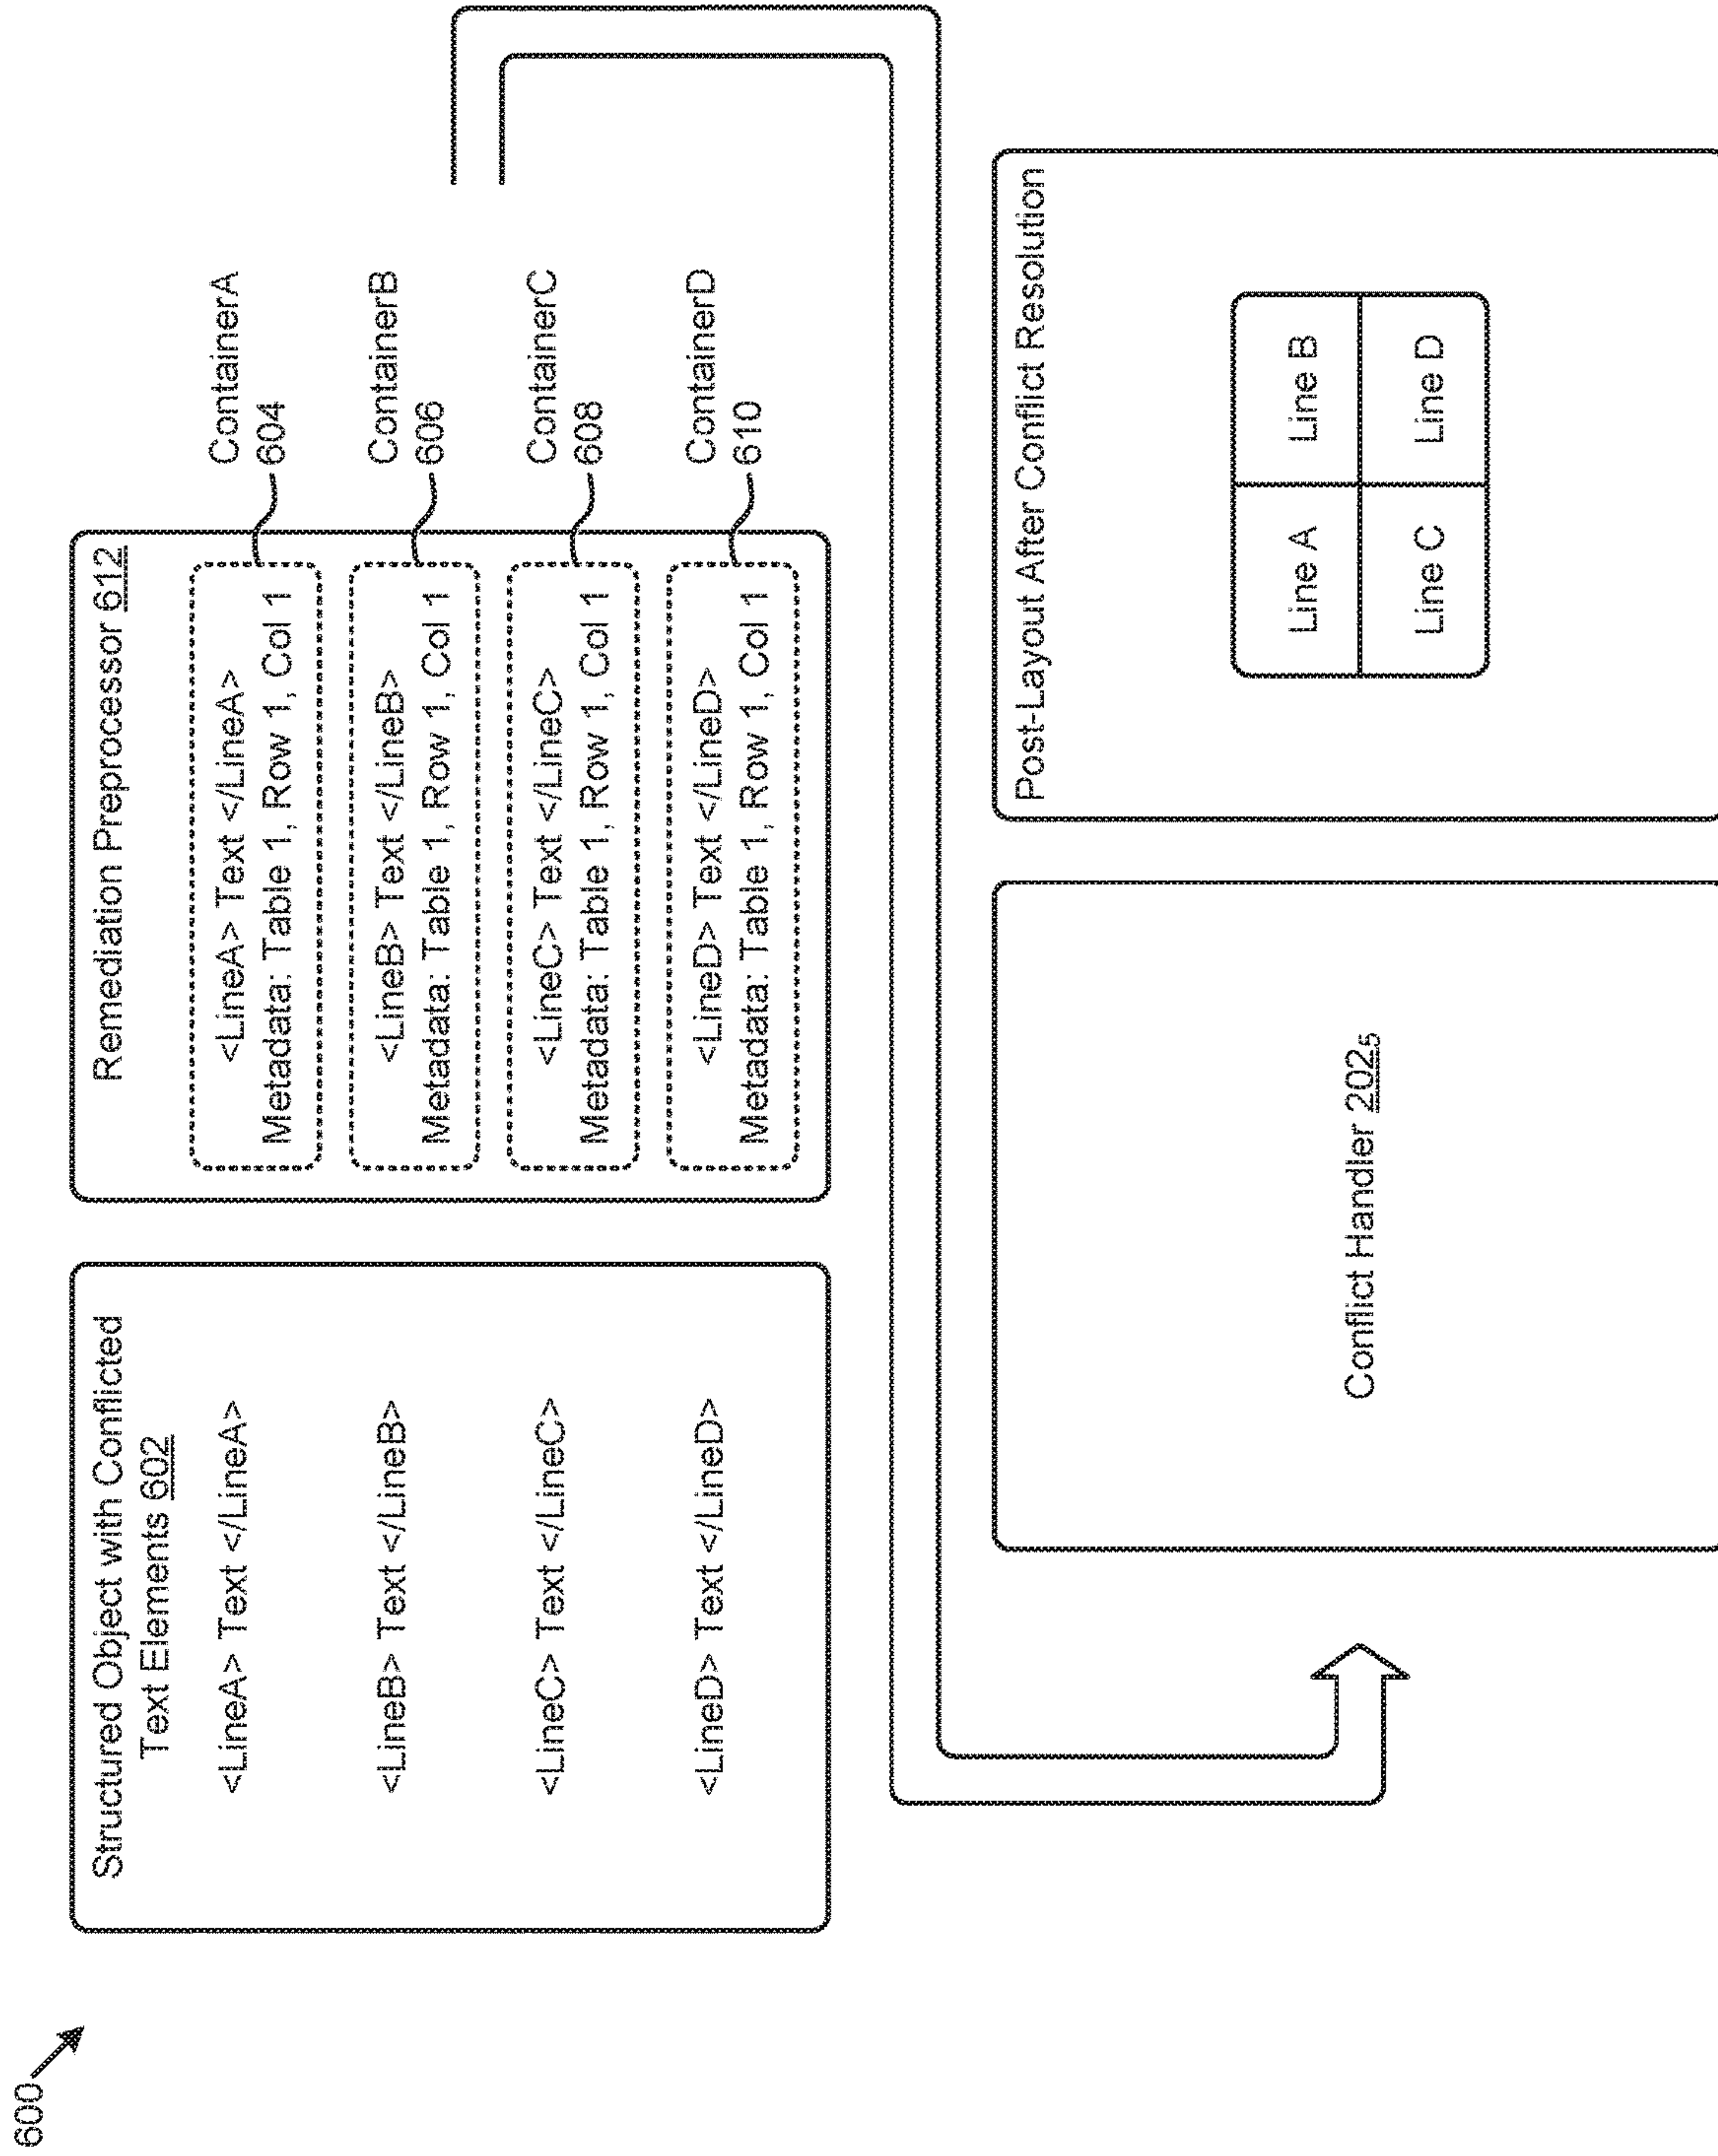 600
Structured Object with Conflicted
Text Elements 602
<LineA> Text </LineA>
<LineB> Text </LineB>
<LineC> Text </LineC>
<LineD> Text </LineD>
Remediation Preprocessor 612
<LineA> Text </LineA>
Metadata: Table 1, Row 1, Col 1
<LineB> Text </LineB>
Metadata: Table 1, Row 1, Col 1
<LineC> Text </LineC>
Metadata: Table 1, Row 1, Col 1
<LineD> Text </LineD>
Metadata: Table 1, Row 1, Col 1
ContainerA
604
ContainerB
606
ContainerC
608
ContainerD
610
Conflict Handler 202₅
Post-Layout After Conflict Resolution
Line A Line B
Line C Line D